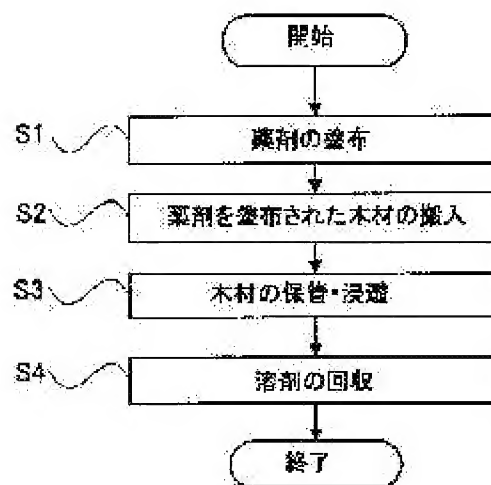 開始
S1 薬剤の塗布
S2 薬剤を塗布された木材の搬入
S3 木材の保管・浸透
S4 溶剤の回収
終了